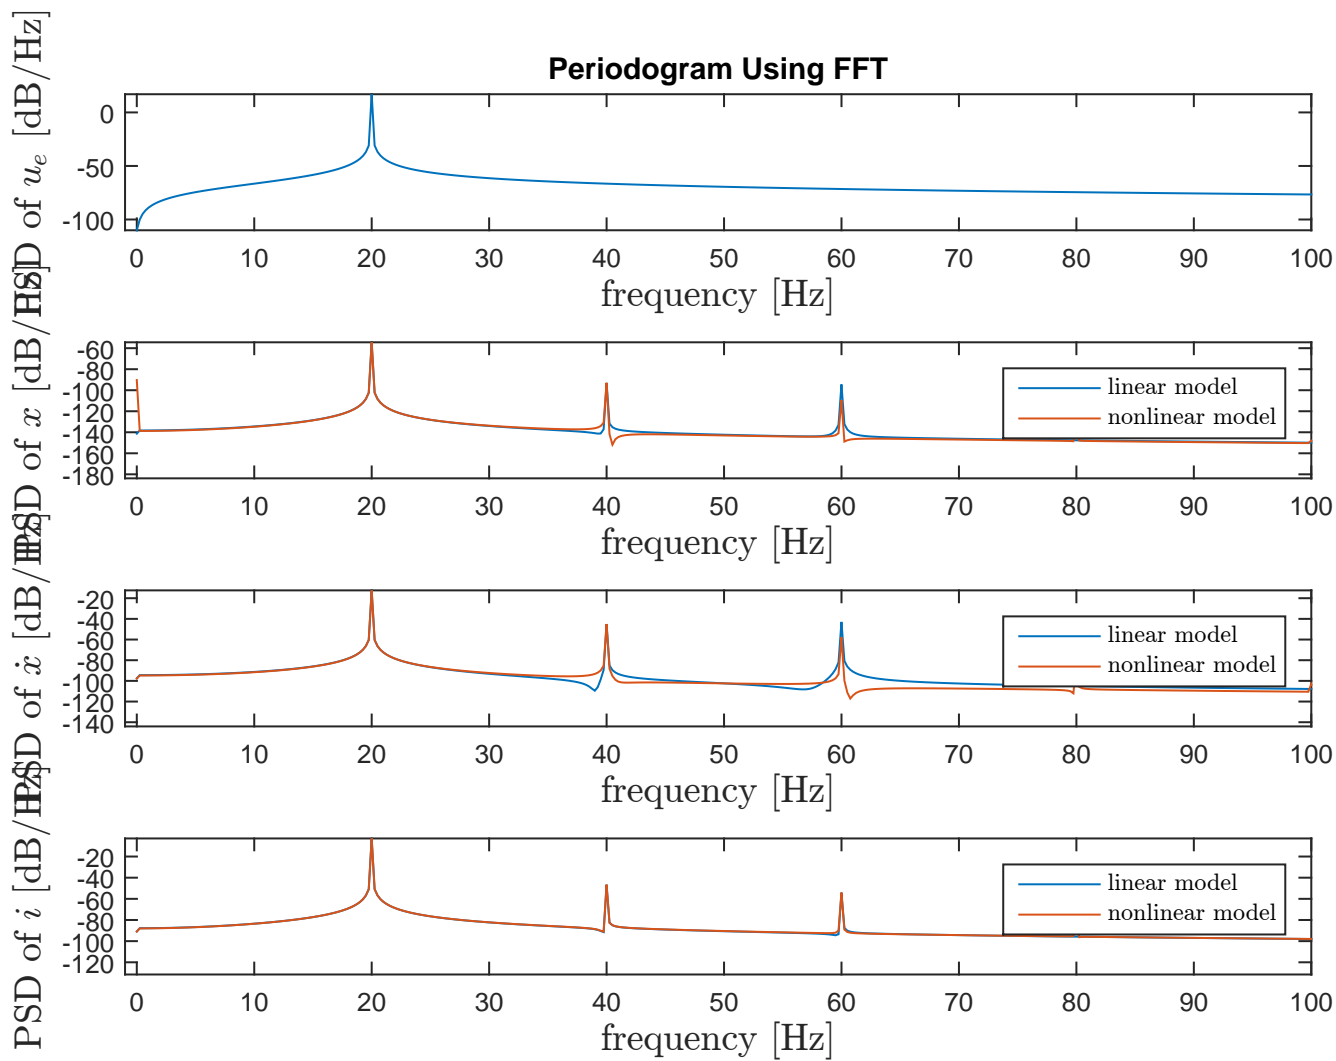 Periodogram Using FFT
PSD of u_e [dB/Hz]
0
-50
-100
0 10 20 30 40 50 60 70 80 90 100
frequency [Hz]
PSD of x [dB/Hz]
-60
-80
-100
-120
-140
-160
-180
linear model
nonlinear model
0 10 20 30 40 50 60 70 80 90 100
frequency [Hz]
PSD of ẋ [dB/Hz]
-20
-40
-60
-80
-100
-120
-140
linear model
nonlinear model
0 10 20 30 40 50 60 70 80 90 100
frequency [Hz]
PSD of i [dB/Hz]
-20
-40
-60
-80
-100
-120
linear model
nonlinear model
0 10 20 30 40 50 60 70 80 90 100
frequency [Hz]